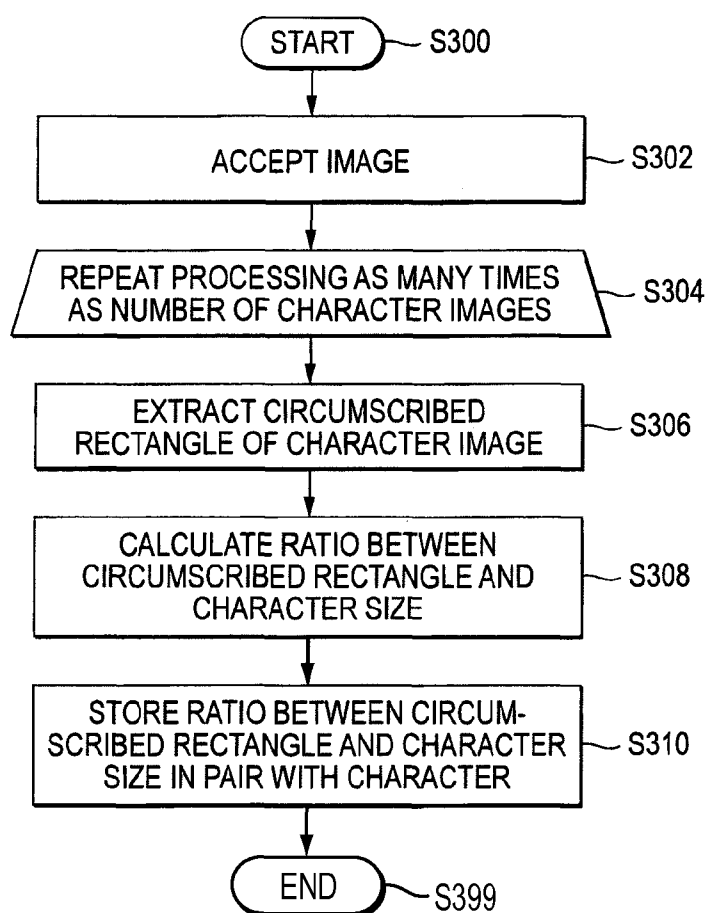 START
S300
ACCEPT IMAGE
S302
REPEAT PROCESSING AS MANY TIMES
AS NUMBER OF CHARACTER IMAGES
S304
EXTRACT CIRCUMSCRIBED
RECTANGLE OF CHARACTER IMAGE
S306
CALCULATE RATIO BETWEEN
CIRCUMSCRIBED RECTANGLE AND
CHARACTER SIZE
S308
STORE RATIO BETWEEN CIRCUM-
SCRIBED RECTANGLE AND CHARACTER
SIZE IN PAIR WITH CHARACTER
S310
END
S399